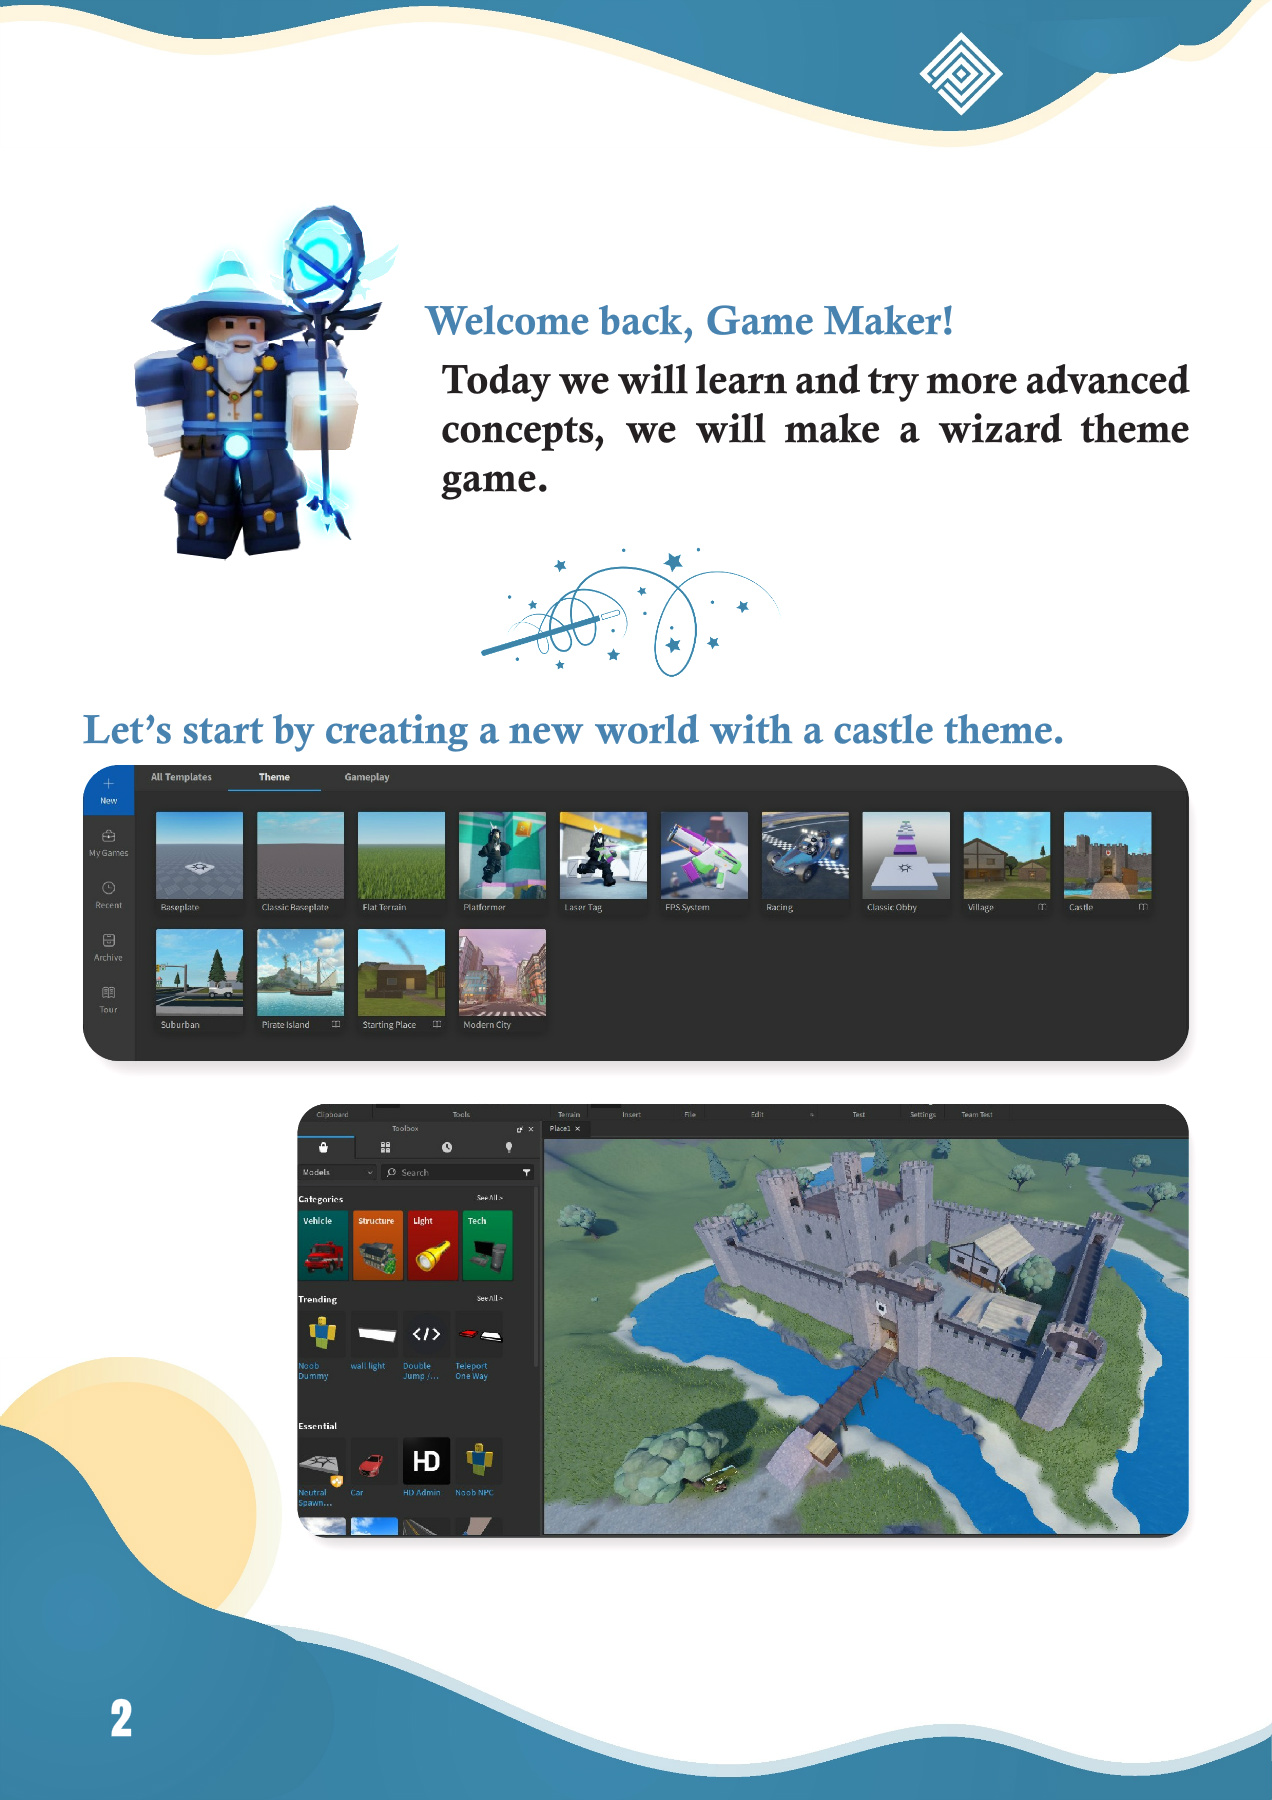 Welcome back, Game Maker!
Today we will learn and try more advanced
concepts, we will make a wizard theme
game.
Let's start by creating a new world with a castle theme.
New
My Games
Recent
Archive
Tour
All Templates Theme Gameplay
Baseplate Classic Baseplate Flat Terrain Platformer Laser Tag FPS System Racing Classic Obby Village Castle
Suburban Pirate Island Starting Place Modern City
Clipboard Tools Terrain Insert File Edit Test Settings Team Test
Toolbox
Place1
Models Search
Categories See All >
Vehicle Structure Light Tech
Trending See All >
Noob Dummy
wall light
Double Jump /...
Teleport One Way
Essential
HD
Neutral Spawn...
Car
HD Admin
Noob NPC
2